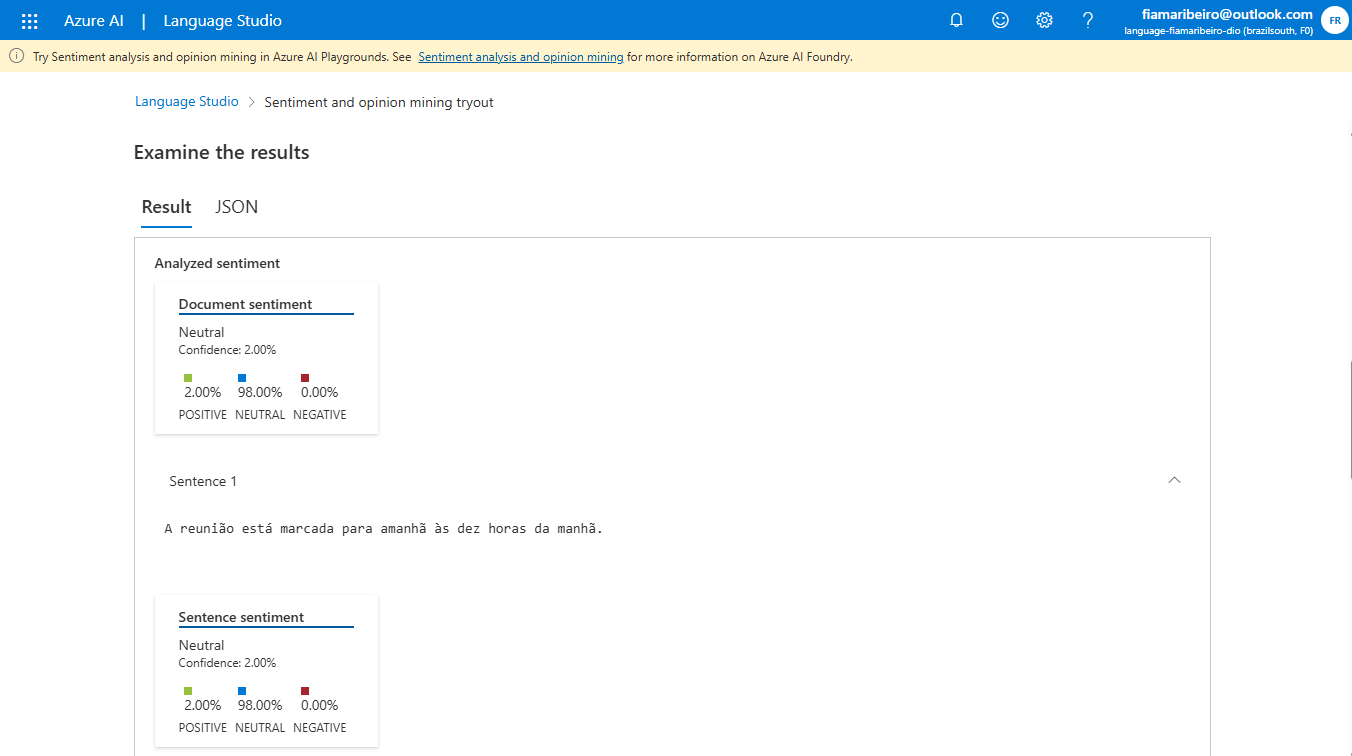 Azure AI | Language Studio
fiamaribeiro@outlook.com
language-fiamaribeiro-dio (brazilsouth, F0)
FR
Try Sentiment analysis and opinion mining in Azure AI Playgrounds. See Sentiment analysis and opinion mining for more information on Azure AI Foundry.
Language Studio > Sentiment and opinion mining tryout
Examine the results
Result JSON
Analyzed sentiment
Document sentiment
Neutral
Confidence: 2.00%
2.00% 98.00% 0.00%
POSITIVE NEUTRAL NEGATIVE
Sentence 1
A reunião está marcada para amanhã às dez horas da manhã.
Sentence sentiment
Neutral
Confidence: 2.00%
2.00% 98.00% 0.00%
POSITIVE NEUTRAL NEGATIVE